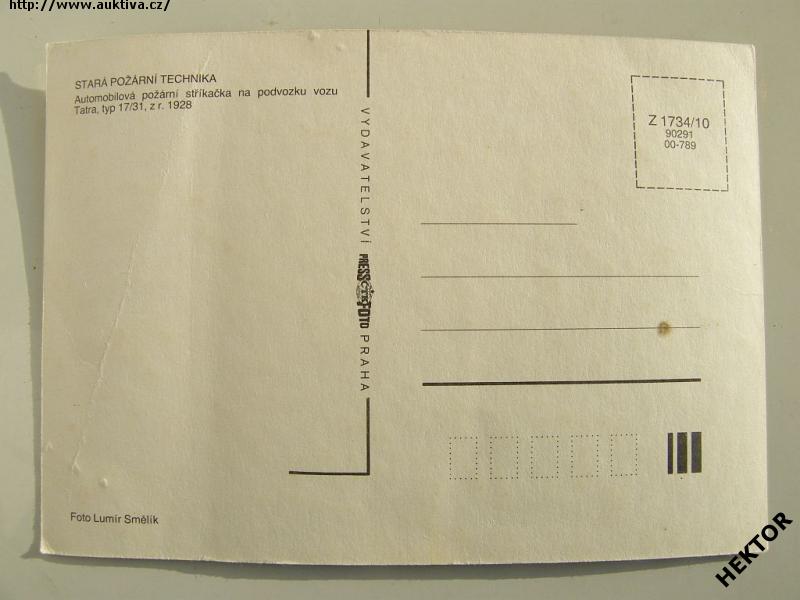 http://www.auktiva.cz/
STARÁ POŽÁRNÍ TECHNIKA
Automobilová požární stříkačka na podvozku vozu
Tatra, typ 17/31, z r. 1928
Foto Lumír Smělík
VYDAVATELSTVÍ PRESSFOTO PRAHA
ČTK
Z 1734/10
90291
00-789
HEKTOR